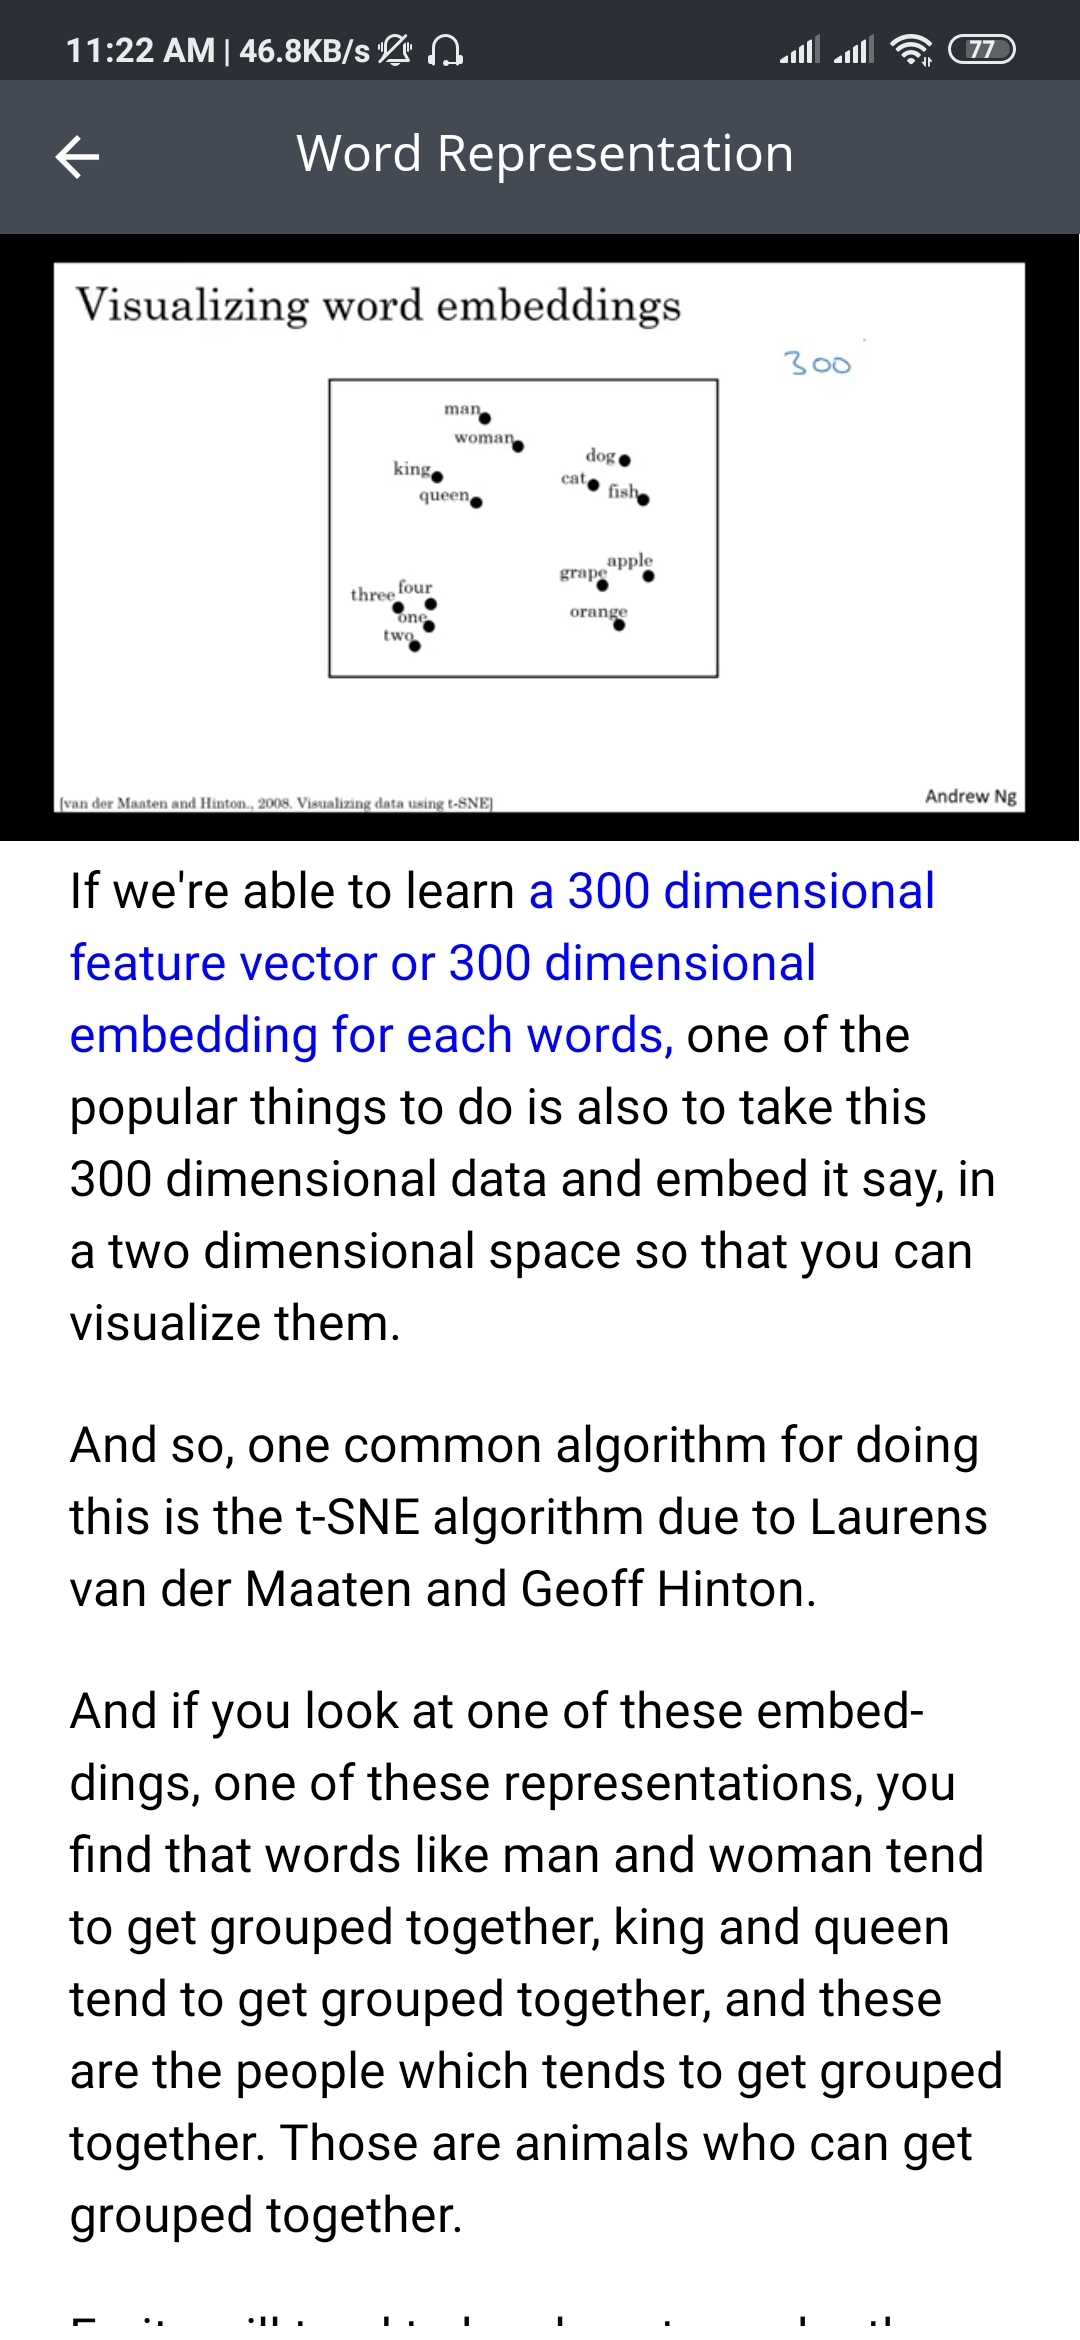 11:22 AM | 46.8KB/s
77
Word Representation
Visualizing word embeddings
300
man
woman
dog
king
cat
fish
queen
apple
grape
four
three
one
orange
two
[van der Maaten and Hinton., 2008. Visualizing data using t-SNE]
Andrew Ng
If we're able to learn a 300 dimensional
feature vector or 300 dimensional
embedding for each words, one of the
popular things to do is also to take this
300 dimensional data and embed it say, in
a two dimensional space so that you can
visualize them.
And so, one common algorithm for doing
this is the t-SNE algorithm due to Laurens
van der Maaten and Geoff Hinton.
And if you look at one of these embed-
dings, one of these representations, you
find that words like man and woman tend
to get grouped together, king and queen
tend to get grouped together, and these
are the people which tends to get grouped
together. Those are animals who can get
grouped together.